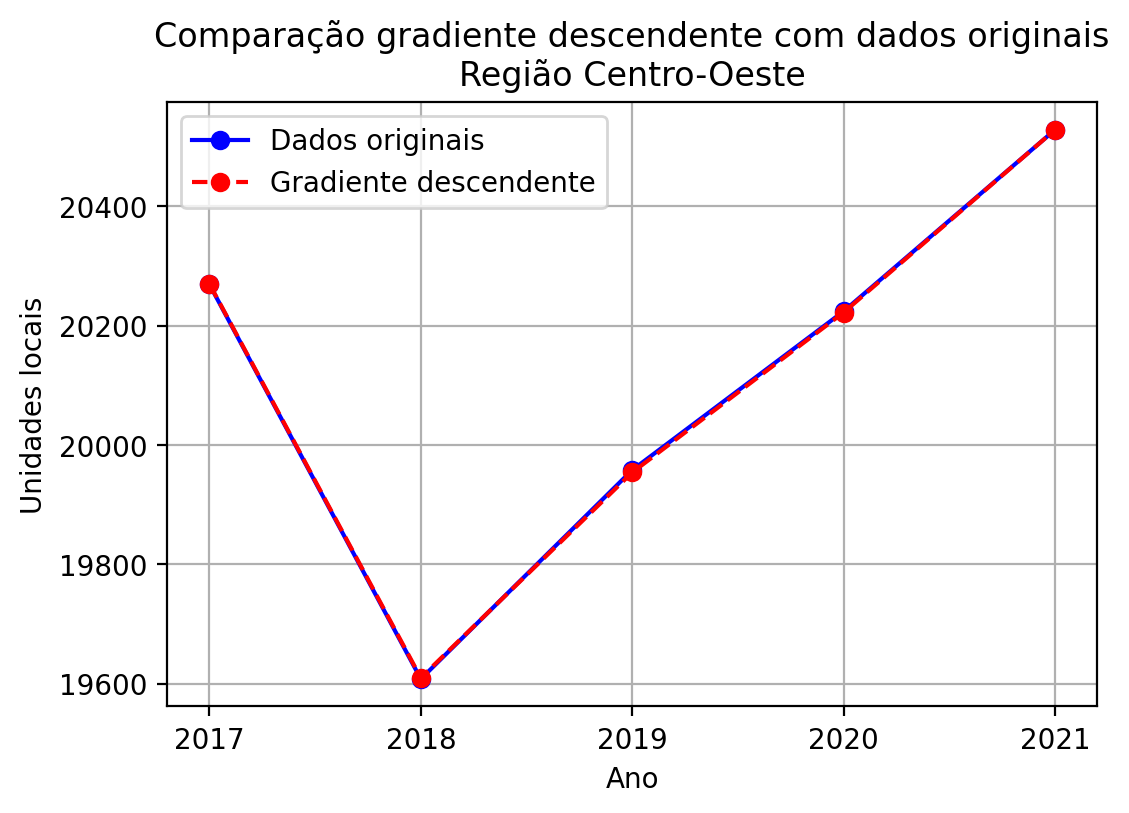 Comparação gradiente descendente com dados originais
Região Centro-Oeste
Dados originais
Gradiente descendente
20400
20200
20000
19800
19600
Unidades locais
2017 2018 2019 2020 2021
Ano